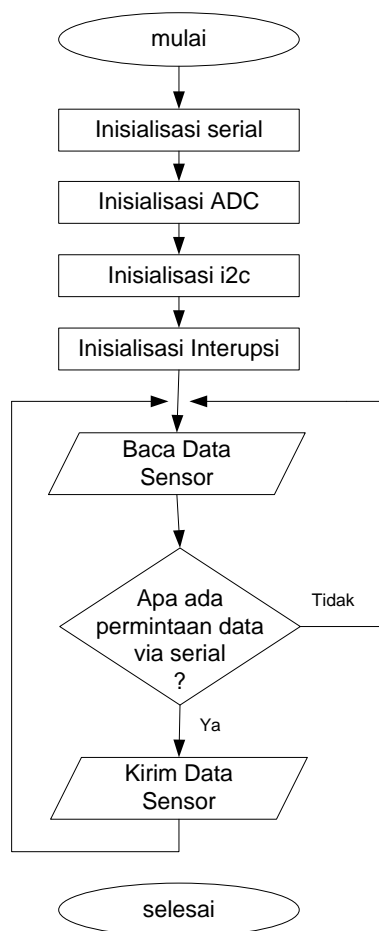 mulai
Inisialisasi serial
Inisialisasi ADC
Inisialisasi i2c
Inisialisasi Interupsi
Baca Data
Sensor
Apa ada
permintaan data
via serial
?
Tidak
Ya
Kirim Data
Sensor
selesai